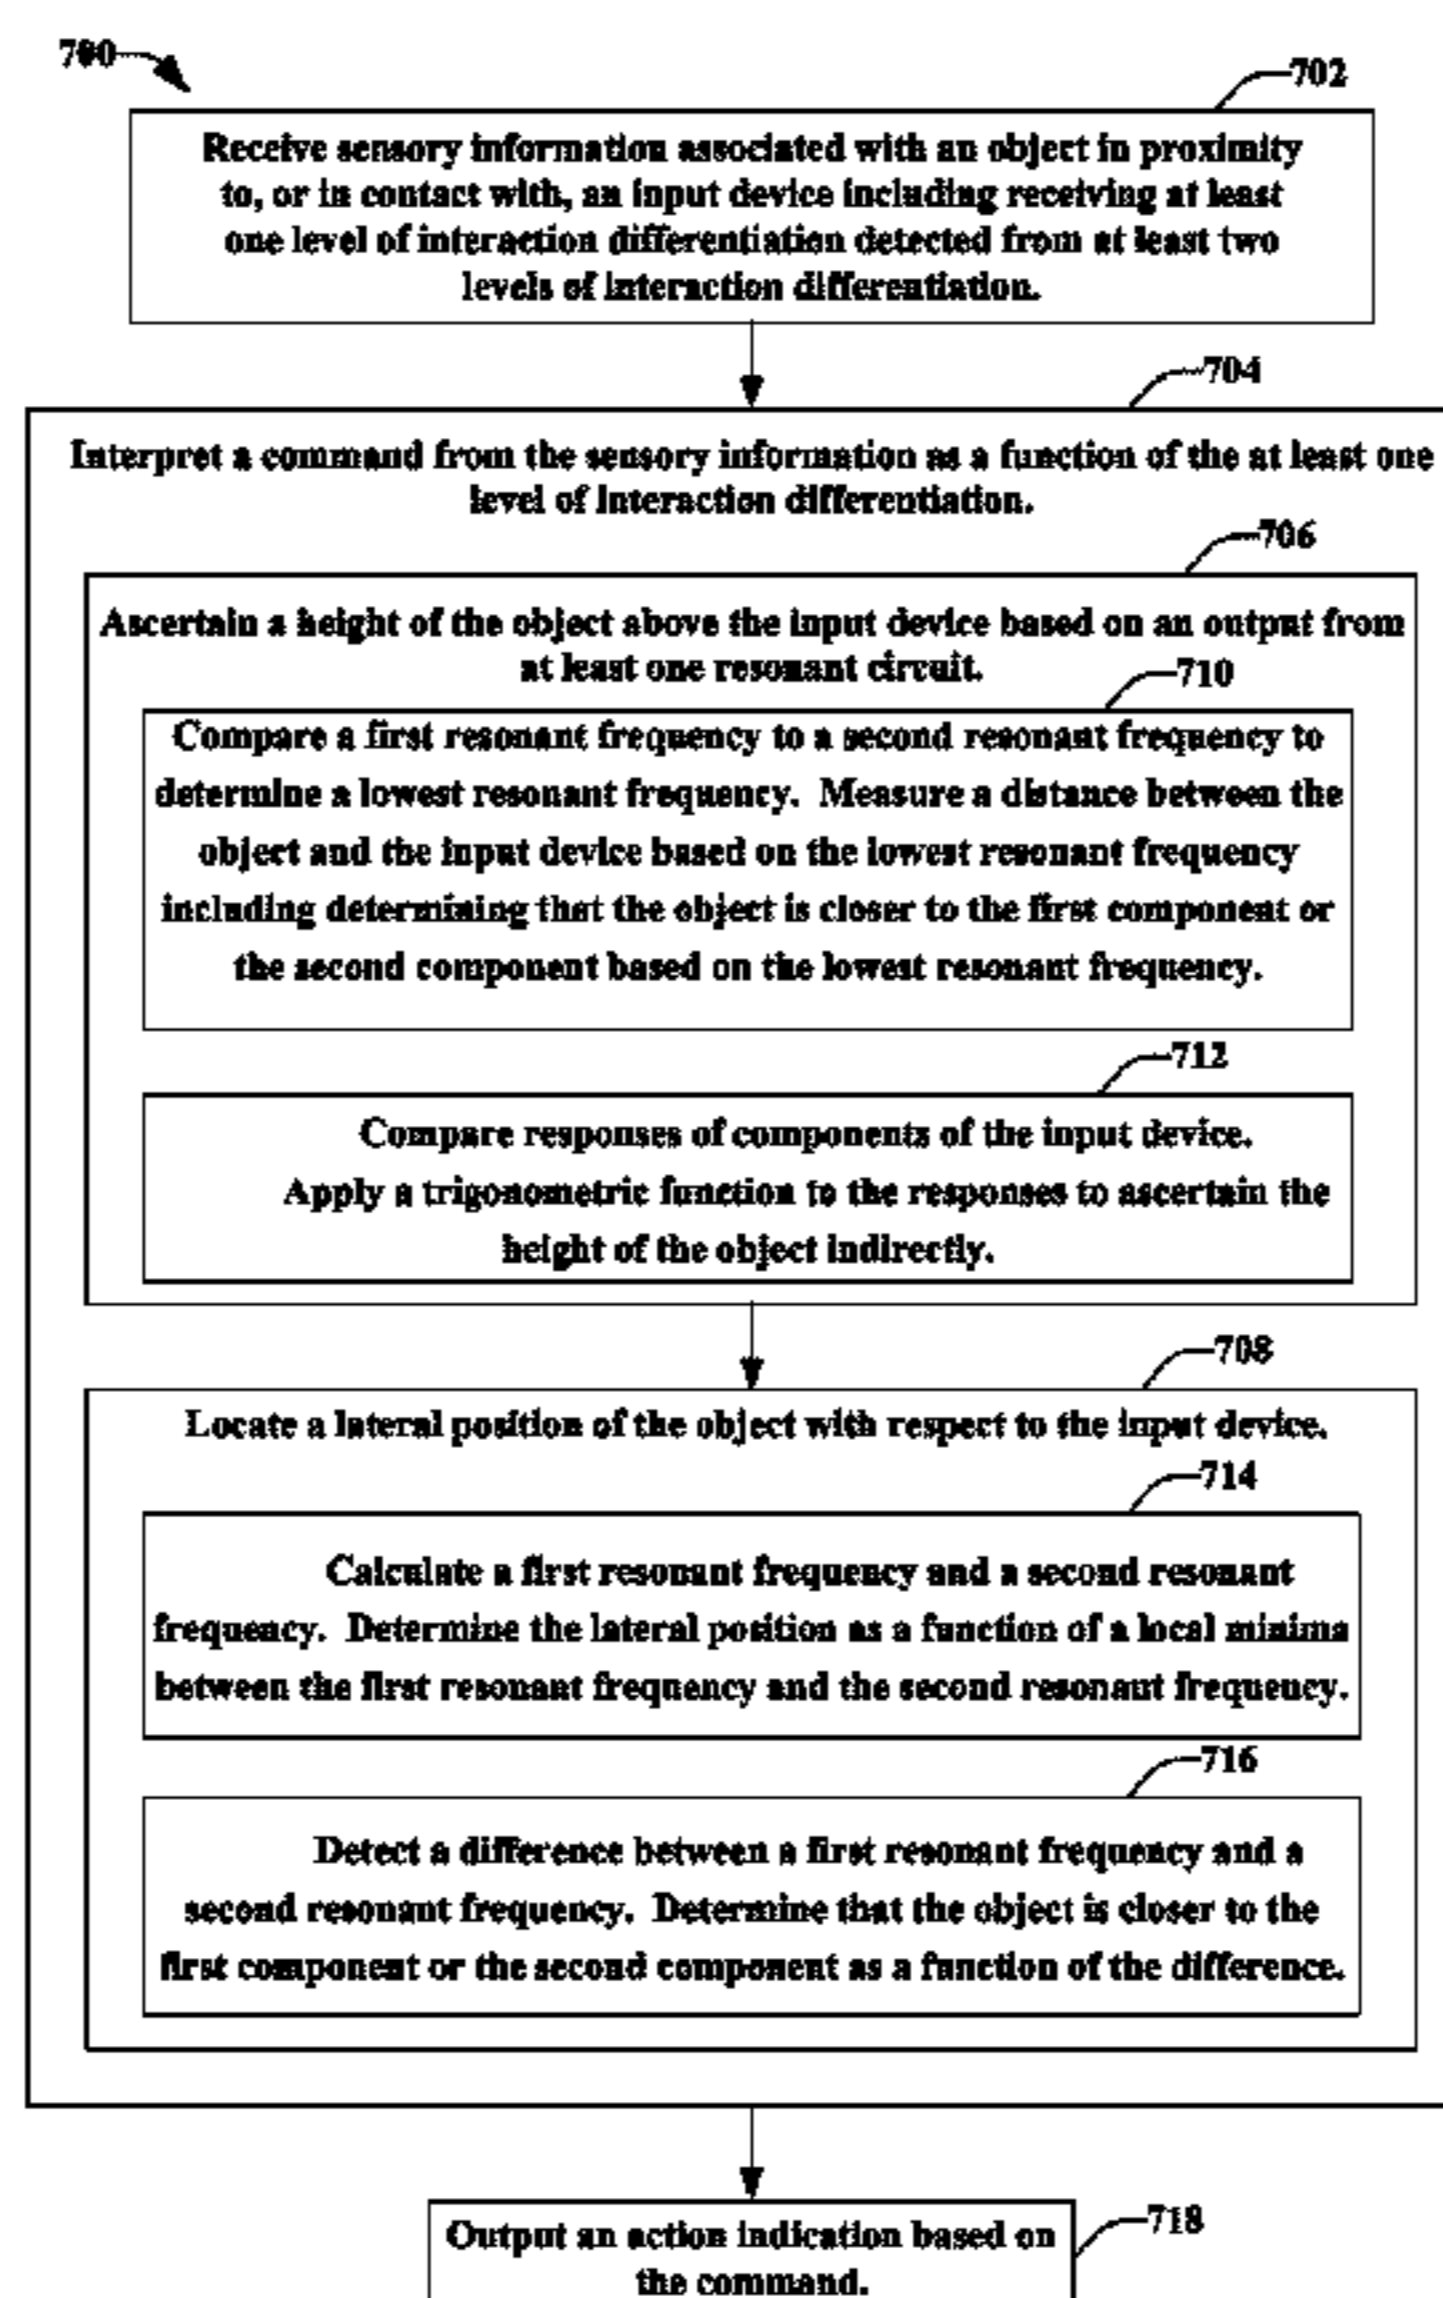 700
702
Receive sensory information associated with an object in proximity
to, or in contact with, an input device including receiving at least
one level of interaction differentiation detected from at least two
levels of interaction differentiation.
704
Interpret a command from the sensory information as a function of the at least one
level of interaction differentiation.
706
Ascertain a height of the object above the input device based on an output from
at least one resonant circuit.
710
Compare a first resonant frequency to a second resonant frequency to
determine a lowest resonant frequency. Measure a distance between the
object and the input device based on the lowest resonant frequency
including determining that the object is closer to the first component or
the second component based on the lowest resonant frequency.
712
Compare responses of components of the input device.
Apply a trigonometric function to the responses to ascertain the
height of the object indirectly.
708
Locate a lateral position of the object with respect to the input device.
714
Calculate a first resonant frequency and a second resonant
frequency. Determine the lateral position as a function of a local minima
between the first resonant frequency and the second resonant frequency.
716
Detect a difference between a first resonant frequency and a
second resonant frequency. Determine that the object is closer to the
first component or the second component as a function of the difference.
718
Output an action indication based on
the command.